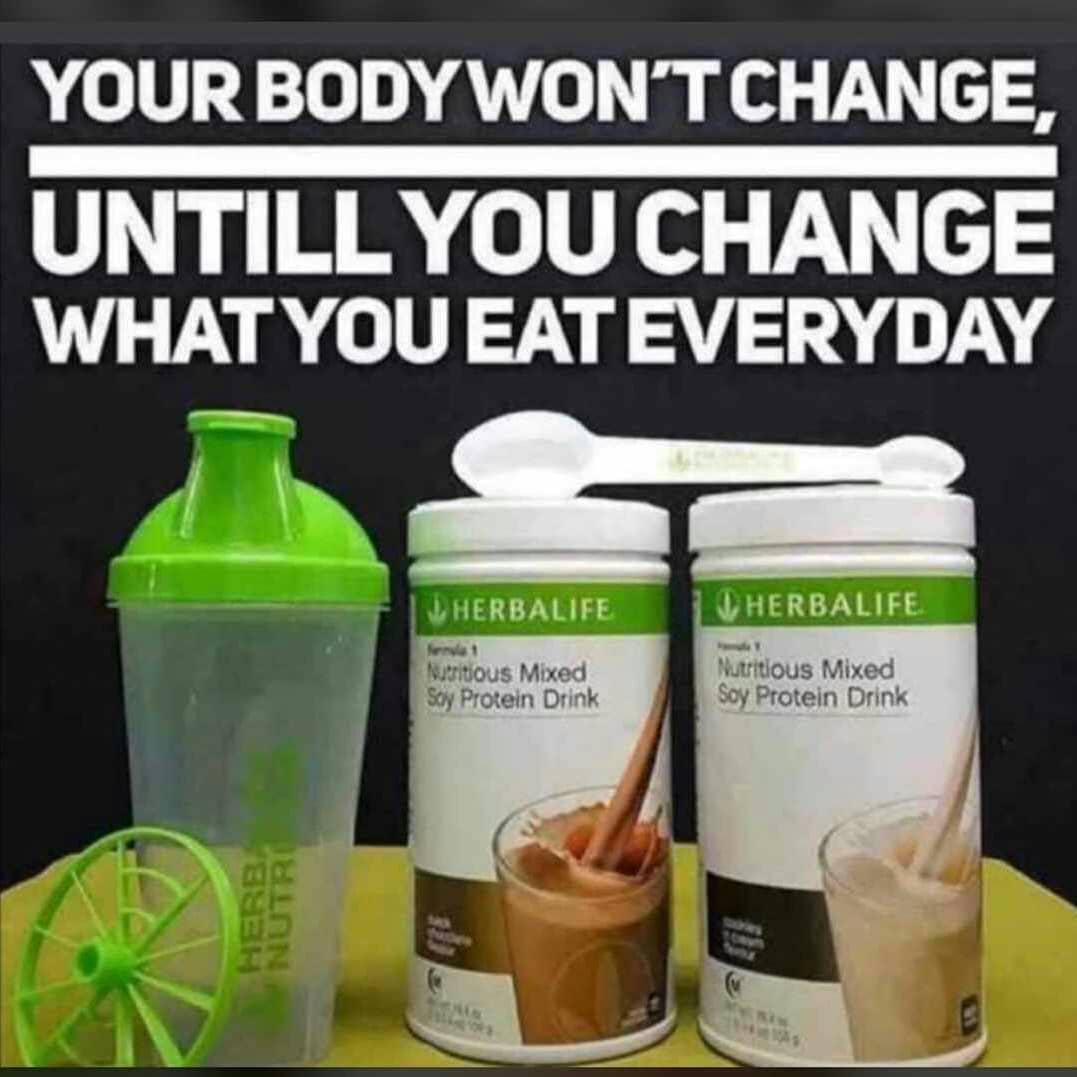 YOUR BODY WON'T CHANGE,
UNTILL YOU CHANGE
WHAT YOU EAT EVERYDAY
HERBALIFE
Formula 1
Nutritious Mixed
Soy Protein Drink
HERBALIFE
Formula 1
Nutritious Mixed
Soy Protein Drink
cookies